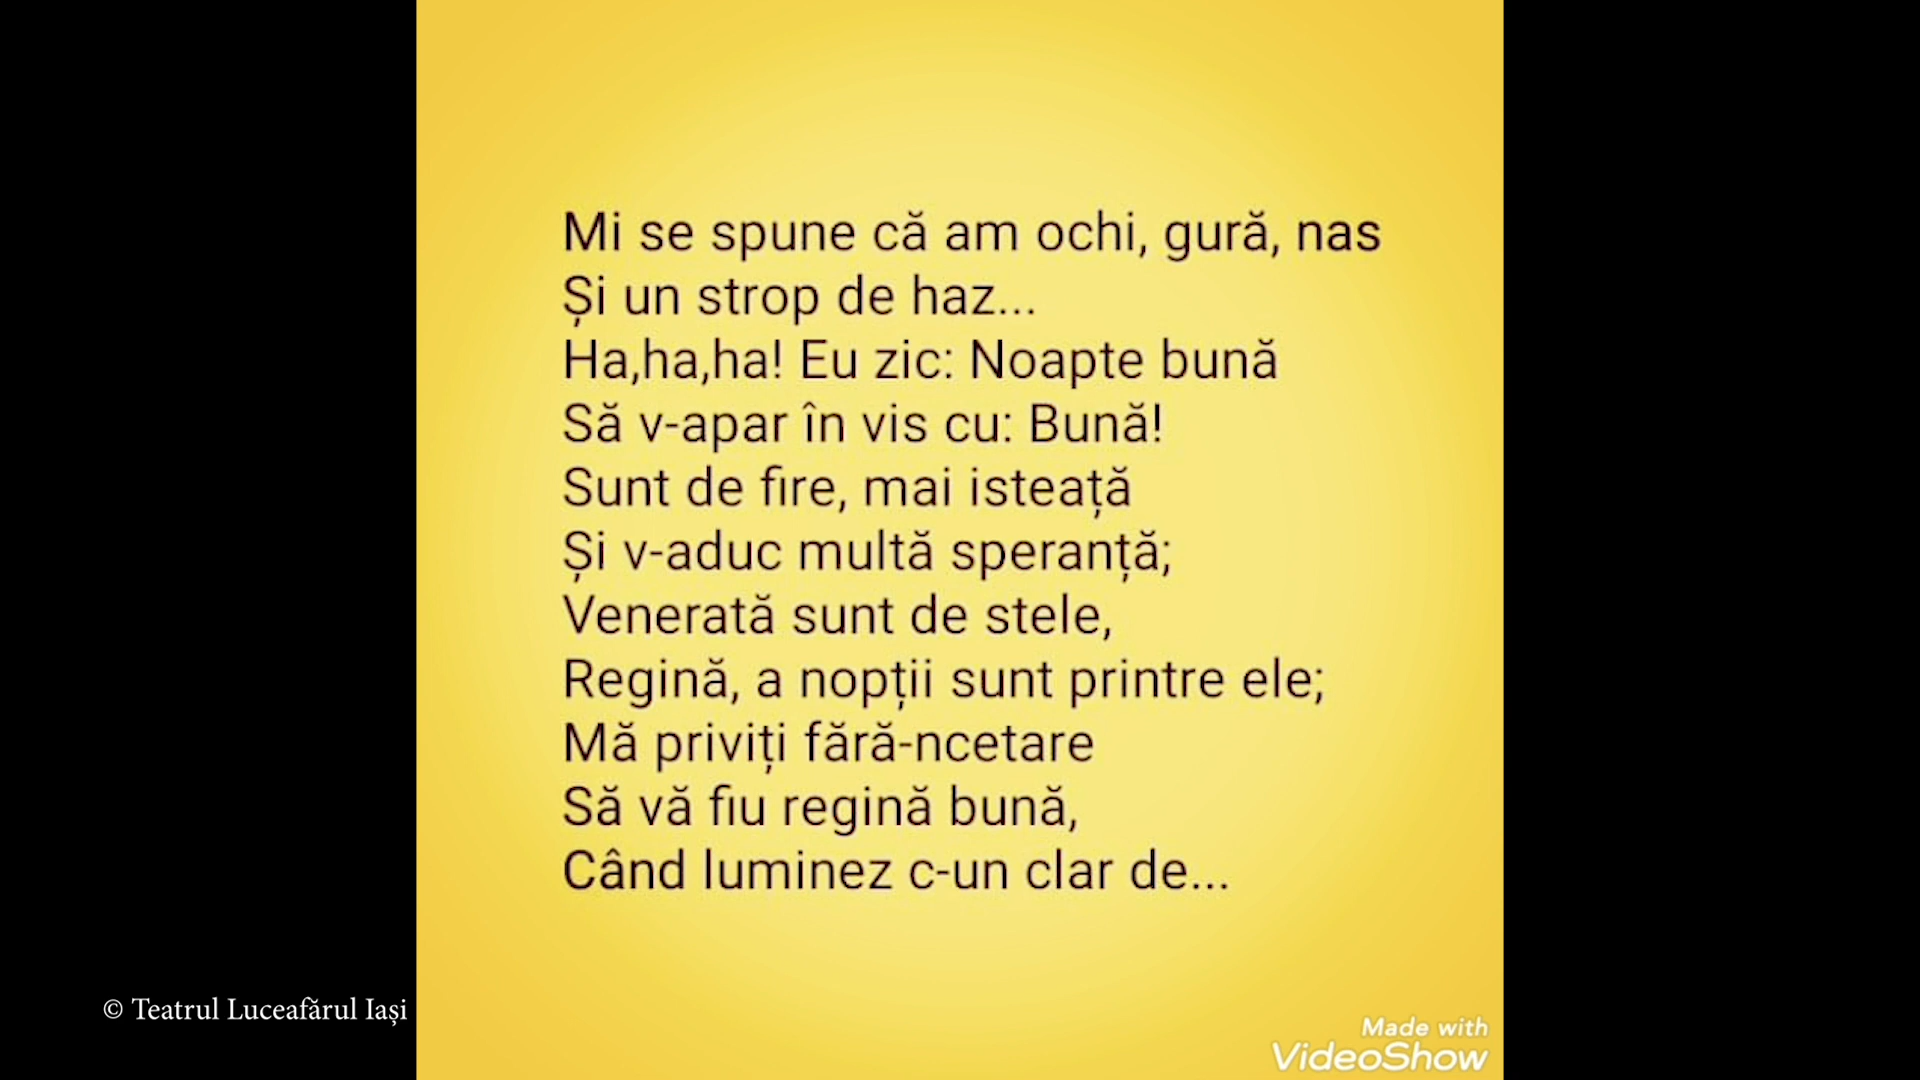 Mi se spune că am ochi, gură, nas
Și un strop de haz...
Ha,ha,ha! Eu zic: Noapte bună
Să v-apar în vis cu: Bună!
Sunt de fire, mai isteață
Și v-aduc multă speranță;
Venerată sunt de stele,
Regină, a nopții sunt printre ele;
Mă priviți fără-ncetare
Să vă fiu regină bună,
Când luminez c-un clar de...
© Teatrul Luceafărul Iași
Made with
VideoShow